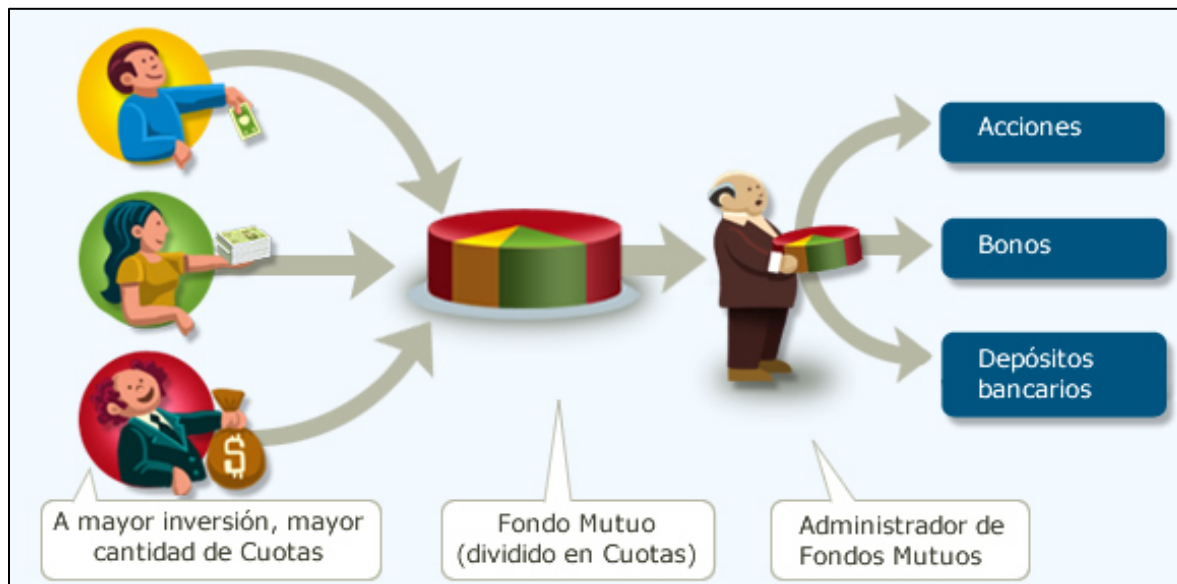 Acciones
Bonos
Depósitos
bancarios
$
A mayor inversión, mayor
cantidad de Cuotas
Fondo Mutuo
(dividido en Cuotas)
Administrador de
Fondos Mutuos